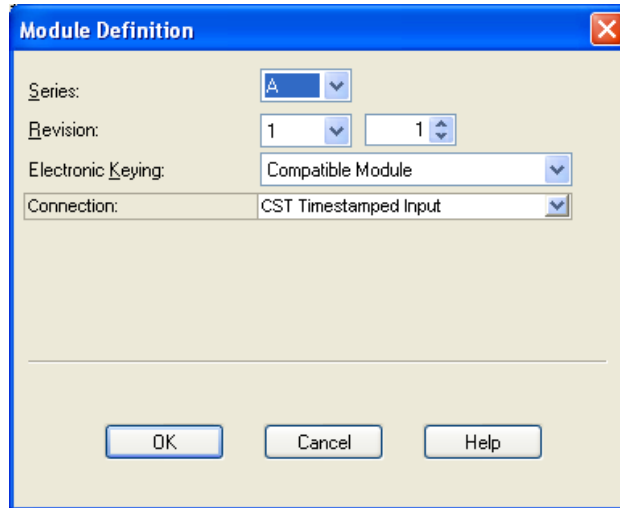 Module Definition
Series: A
Revision: 1 1
Electronic Keying: Compatible Module
Connection: CST Timestamped Input
OK Cancel Help